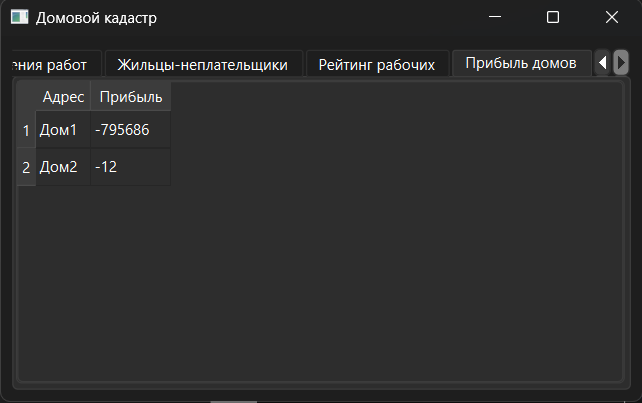 Домовой кадастр
ения работ Жильцы-неплательщики Рейтинг рабочих Прибыль домов
Адрес Прибыль
1 Дом1 -795686
2 Дом2 -12